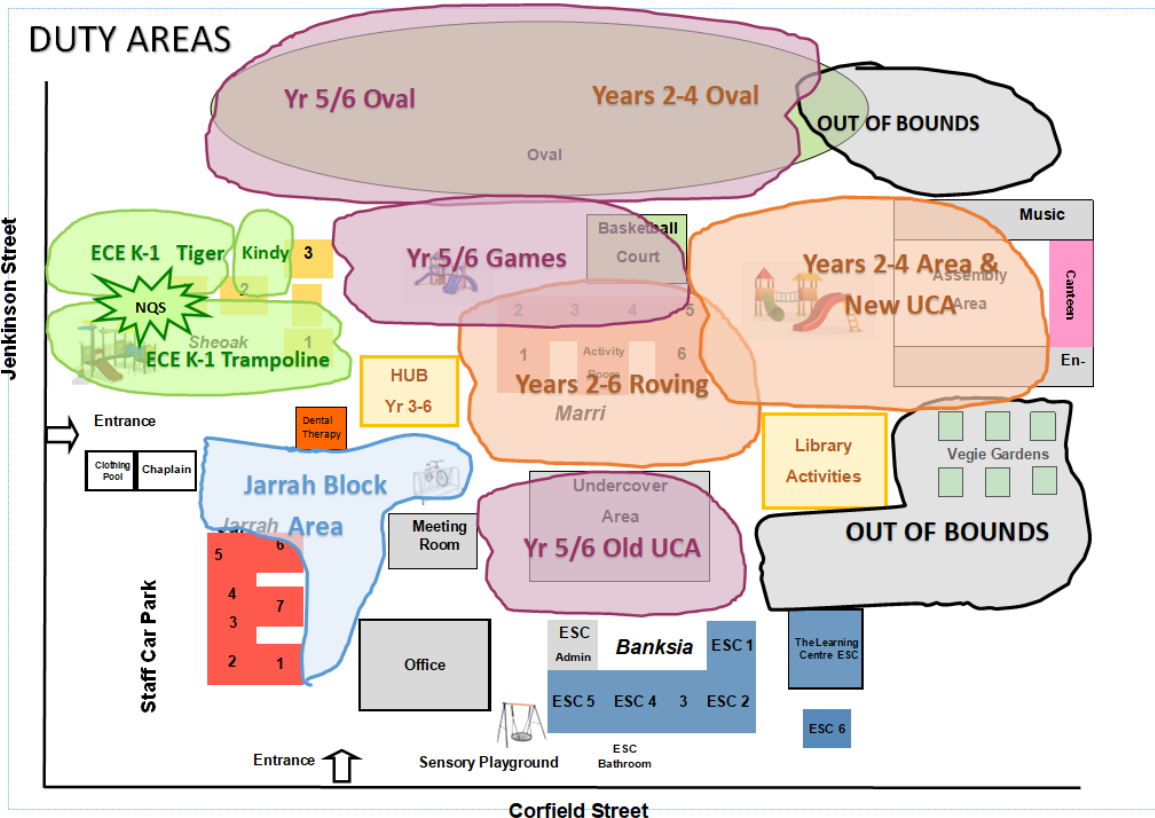 DUTY AREAS
Yr 5/6 Oval
Years 2-4 Oval
OUT OF BOUNDS
Oval
Jenkinson Street
ECE K-1 Tiger
Kindy
3
NQS
2
Sheoak
1
ECE K-1 Trampoline
Yr 5/6 Games
Basketball
Court
Music
Years 2-4 Area &
Assembly
New UCA
Area
Canteen
En-
2 3 4 5
1
Activity
Room
6
Years 2-6 Roving
Marri
HUB
Yr 3-6
Entrance
Dental
Therapy
Clothing
Pool
Chaplain
Library
Activities
Vegie Gardens
OUT OF BOUNDS
Jarrah Block
Area
Jarrah
Meeting
Room
Undercover
Area
Yr 5/6 Old UCA
5
6
4
7
3
2
1
Staff Car Park
Office
ESC
Admin
Banksia
ESC 1
The Learning
Centre ESC
ESC 5
ESC 4
3
ESC 2
ESC 6
Entrance
Sensory Playground
ESC
Bathroom
Corfield Street